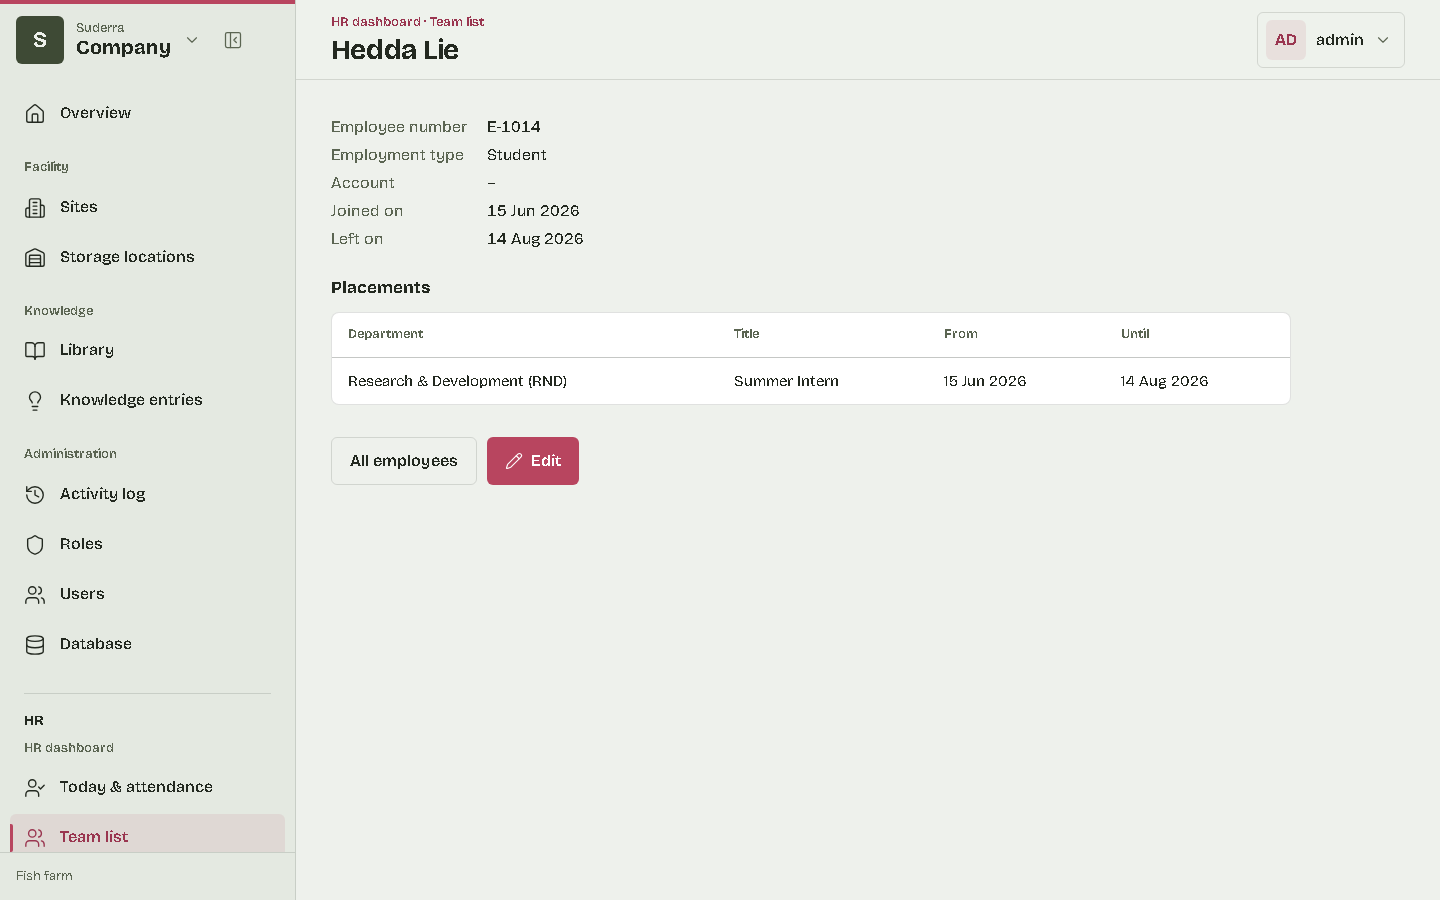 S
Suderra
Company
Overview
Facility
Sites
Storage locations
Knowledge
Library
Knowledge entries
Administration
Activity log
Roles
Users
Database
HR
HR dashboard
Today & attendance
Team list
Fish farm
HR dashboard · Team list
Hedda Lie
AD admin
Employee number E-1014
Employment type Student
Account –
Joined on 15 Jun 2026
Left on 14 Aug 2026
Placements
Department Title From Until
Research & Development (RND) Summer Intern 15 Jun 2026 14 Aug 2026
All employees Edit